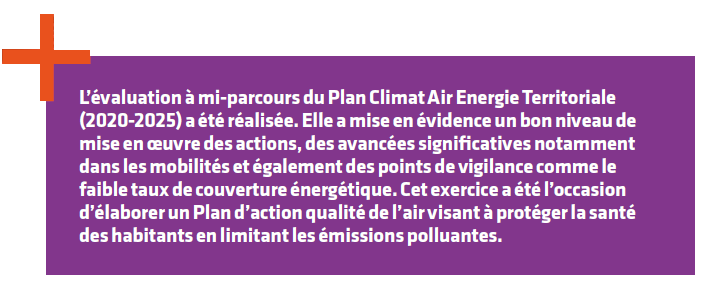 L'évaluation à mi-parcours du Plan Climat Air Energie Territoriale
(2020-2025) a été réalisée. Elle a mise en évidence un bon niveau de
mise en œuvre des actions, des avancées significatives notamment
dans les mobilités et également des points de vigilance comme le
faible taux de couverture énergétique. Cet exercice a été l'occasion
d'élaborer un Plan d'action qualité de l'air visant à protéger la santé
des habitants en limitant les émissions polluantes.